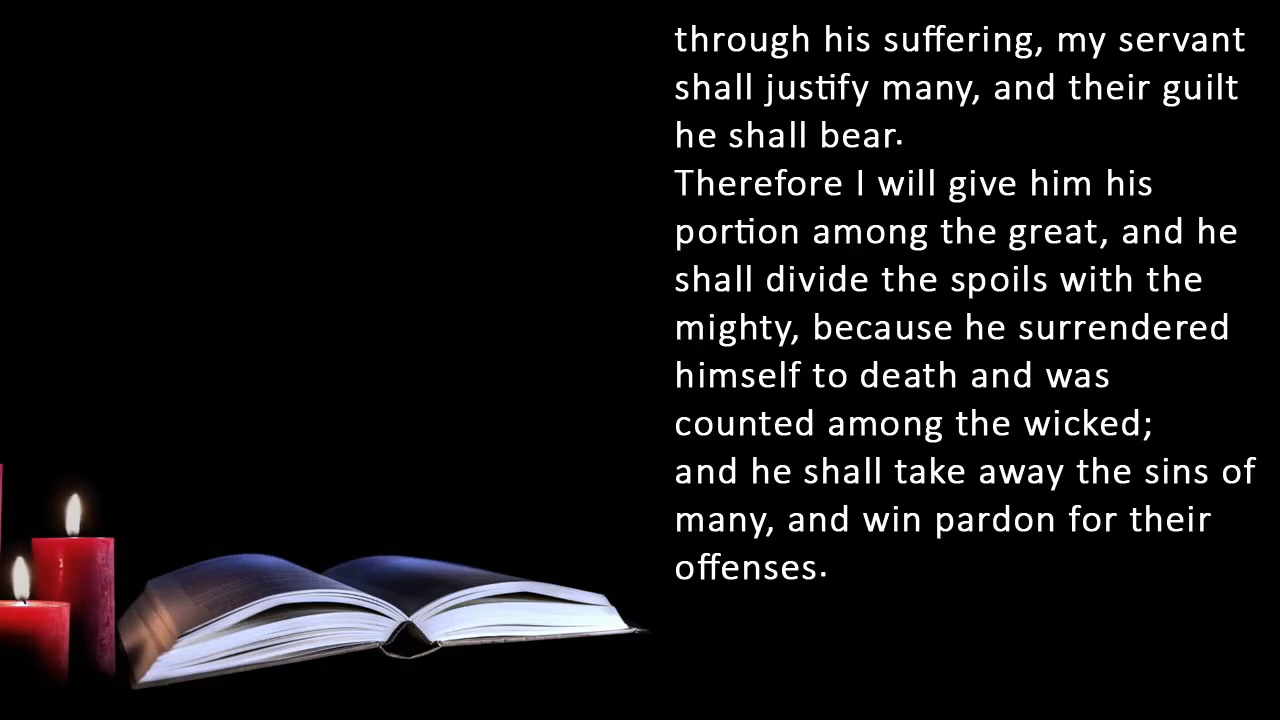 through his suffering, my servant
shall justify many, and their guilt
he shall bear.
Therefore I will give him his
portion among the great, and he
shall divide the spoils with the
mighty, because he surrendered
himself to death and was
counted among the wicked;
and he shall take away the sins of
many, and win pardon for their
offenses.